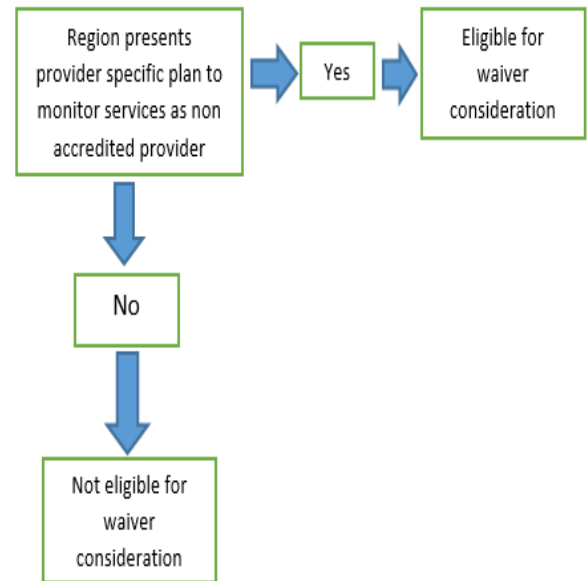 Region presents
provider specific plan to
monitor services as non
accredited provider
Yes
Eligible for
waiver
consideration
No
Not eligible for
waiver
consideration